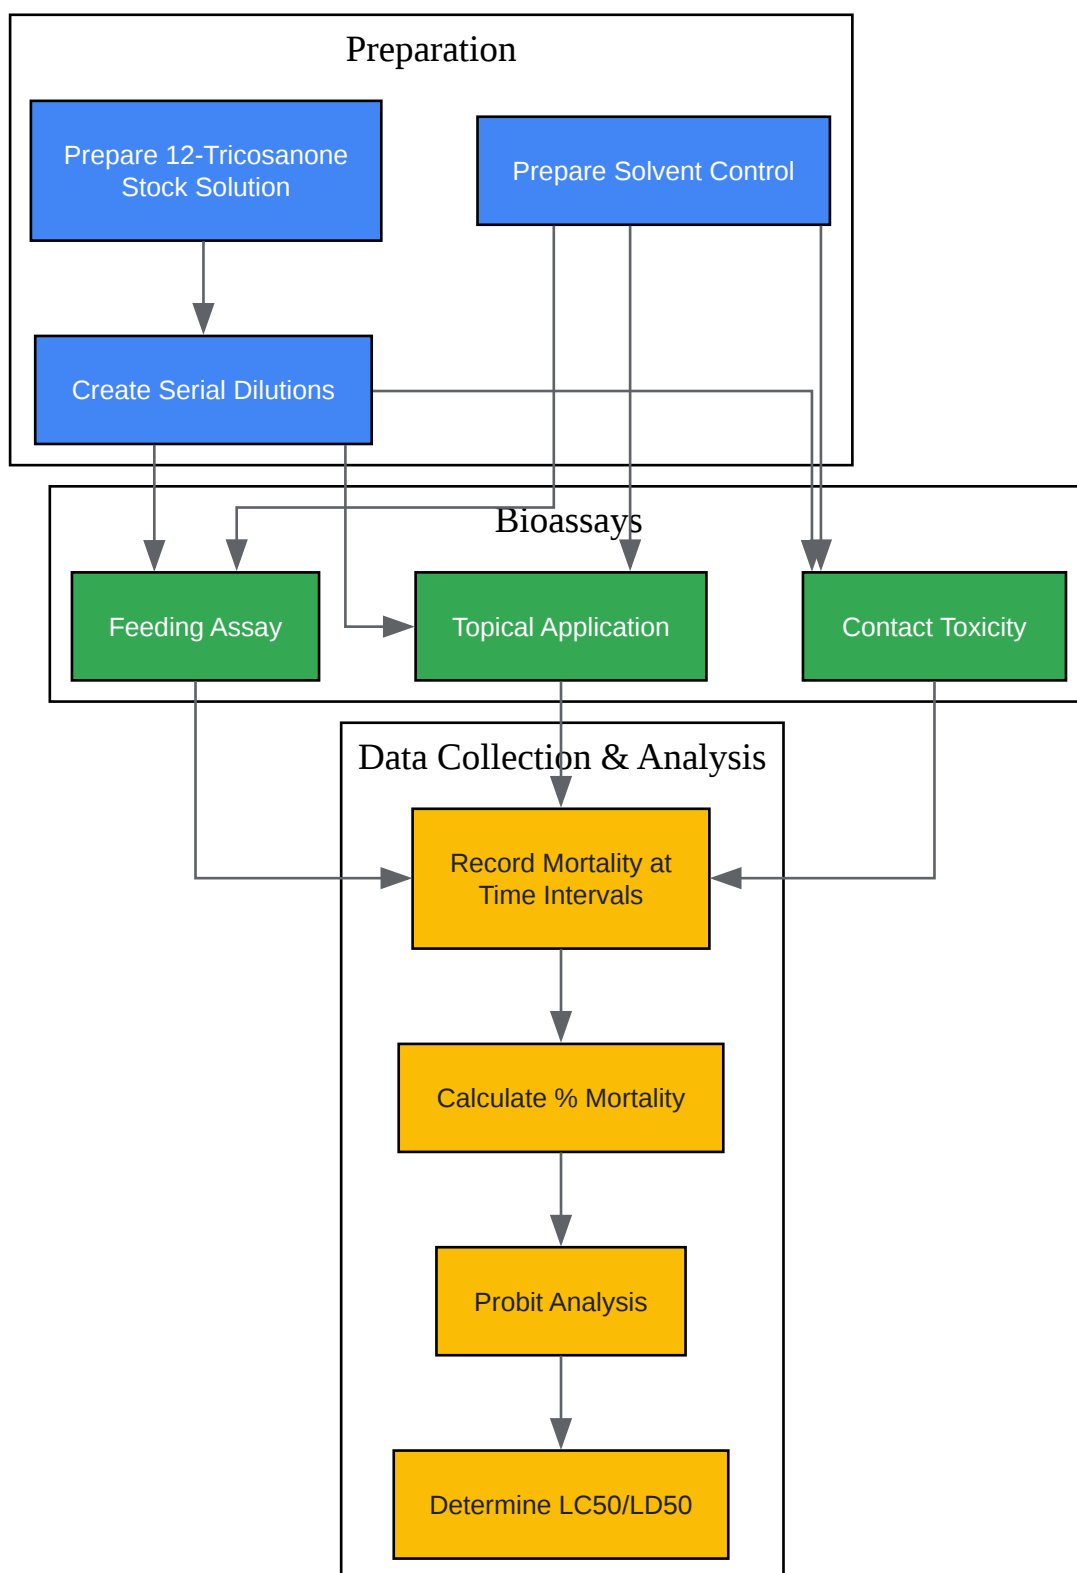 Preparation
Prepare 12-Tricosanone
Stock Solution
Prepare Solvent Control
Create Serial Dilutions
Bioassays
Feeding Assay
Topical Application
Contact Toxicity
Data Collection & Analysis
Record Mortality at
Time Intervals
Calculate % Mortality
Probit Analysis
Determine LC50/LD50